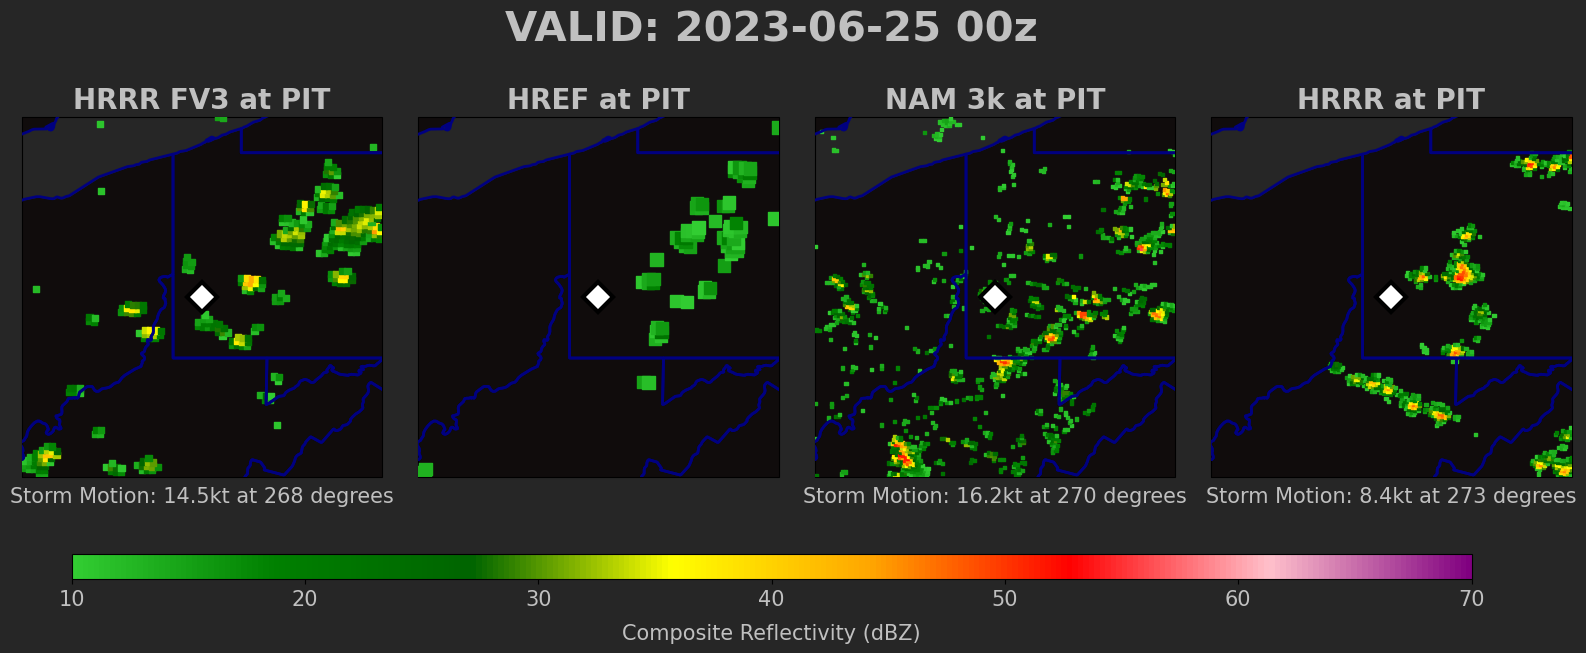 VALID: 2023-06-25 00z
HRRR FV3 at PIT
HREF at PIT
NAM 3k at PIT
HRRR at PIT
Storm Motion: 14.5kt at 268 degrees
Storm Motion: 16.2kt at 270 degrees
Storm Motion: 8.4kt at 273 degrees
10 20 30 40 50 60 70
Composite Reflectivity (dBZ)